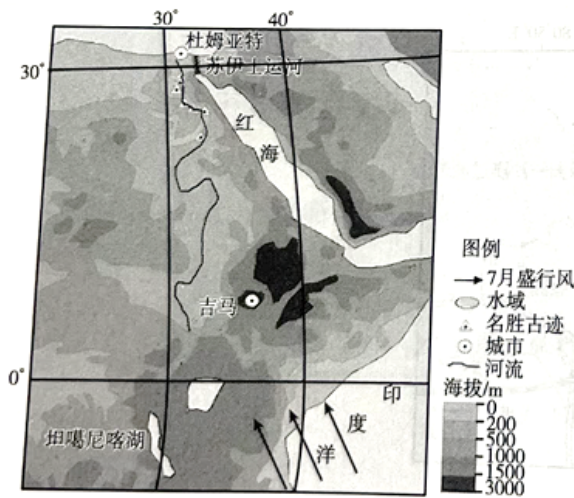 30° 40°
杜姆亚特
苏伊士运河
30°
红
海
吉马
0°
印
度
洋
坦噶尼喀湖
图例
7月盛行风
水域
名胜古迹
城市
河流
海拔/m
0
200
500
1000
1500
3000